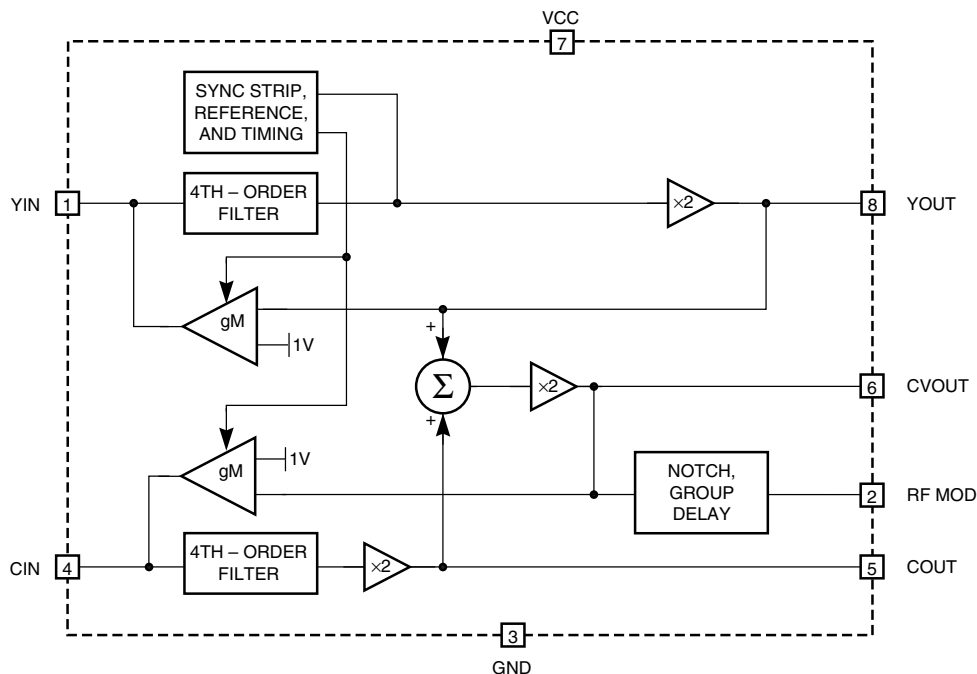 VCC
7
SYNC STRIP,
REFERENCE,
AND TIMING
YIN 1
4TH – ORDER
FILTER
×2
8 YOUT
gM
1V
+
Σ
+
×2
6 CVOUT
gM
1V
NOTCH,
GROUP
DELAY
2 RF MOD
CIN 4
4TH – ORDER
FILTER
×2
5 COUT
3
GND